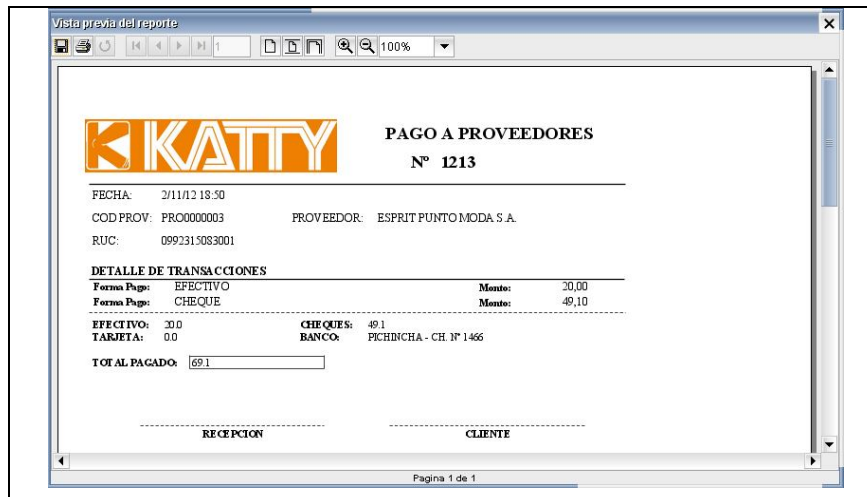 Vista previa del reporte
1 100%
KATTY
PAGO A PROVEEDORES
Nº 1213
FECHA: 2/11/12 18:50
COD PROV: PRO0000003 PROVEEDOR: ESPRIT PUNTO MODA S.A.
RUC: 0992315083001
DETALLE DE TRANSACCIONES
Forma Pago: EFECTIVO Monto: 20,00
Forma Pago: CHEQUE Monto: 49,10
EFECTIVO: 20.0 CHEQUES: 49.1
TARJETA: 0.0 BANCO: PICHINCHA - CH. Nº 1466
TOTAL PAGADO: 69.1
RECEPCION CLIENTE
Pagina 1 de 1